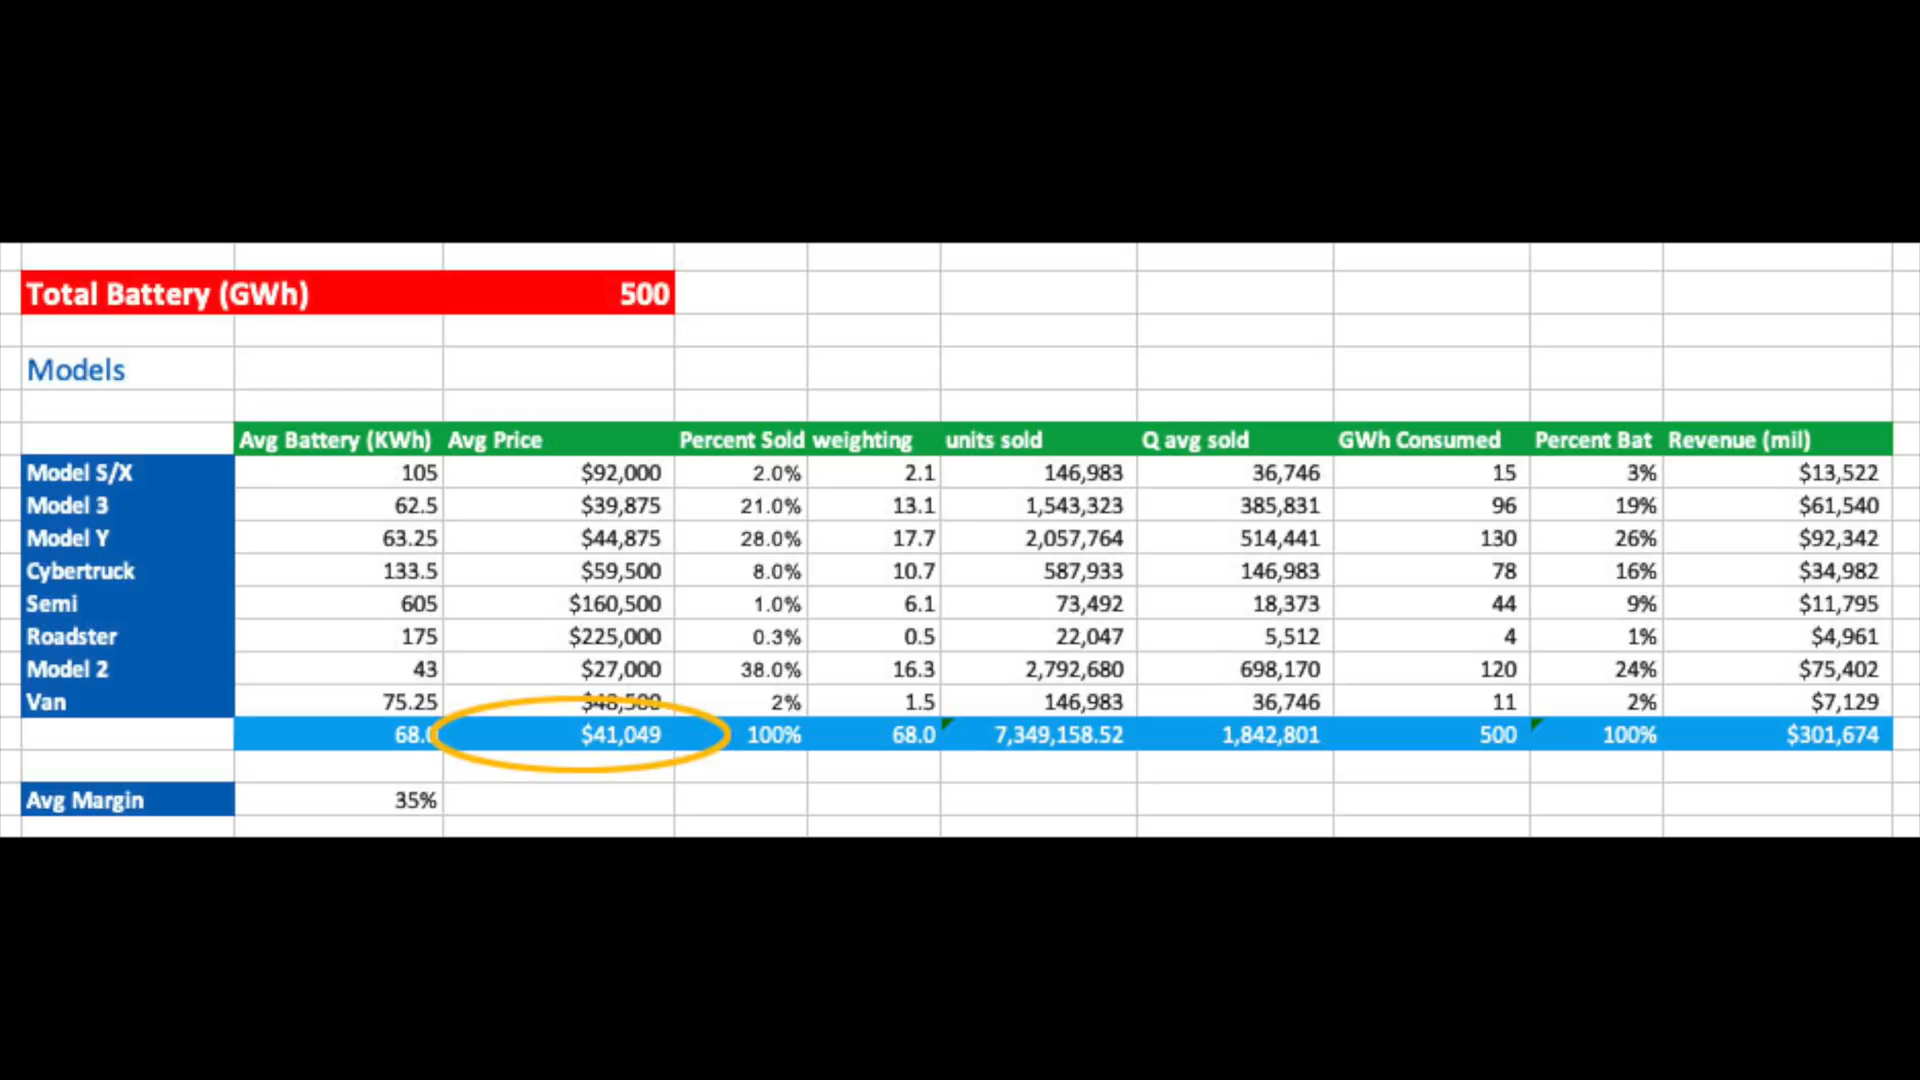 Total Battery (GWh) 500
Models
Avg Battery (KWh) Avg Price Percent Sold weighting units sold Q avg sold GWh Consumed Percent Bat Revenue (mil)
Model S/X 105 $92,000 2.0% 2.1 146,983 36,746 15 3% $13,522
Model 3 62.5 $39,875 21.0% 13.1 1,543,323 385,831 96 19% $61,540
Model Y 63.25 $44,875 28.0% 17.7 2,057,764 514,441 130 26% $92,342
Cybertruck 133.5 $59,500 8.0% 10.7 587,933 146,983 78 16% $34,982
Semi 605 $160,500 1.0% 6.1 73,492 18,373 44 9% $11,795
Roadster 175 $225,000 0.3% 0.5 22,047 5,512 4 1% $4,961
Model 2 43 $27,000 38.0% 16.3 2,792,680 698,170 120 24% $75,402
Van 75.25 $48,500 2% 1.5 146,983 36,746 11 2% $7,129
68.0 $41,049 100% 68.0 7,349,158.52 1,842,801 500 100% $301,674
Avg Margin 35%